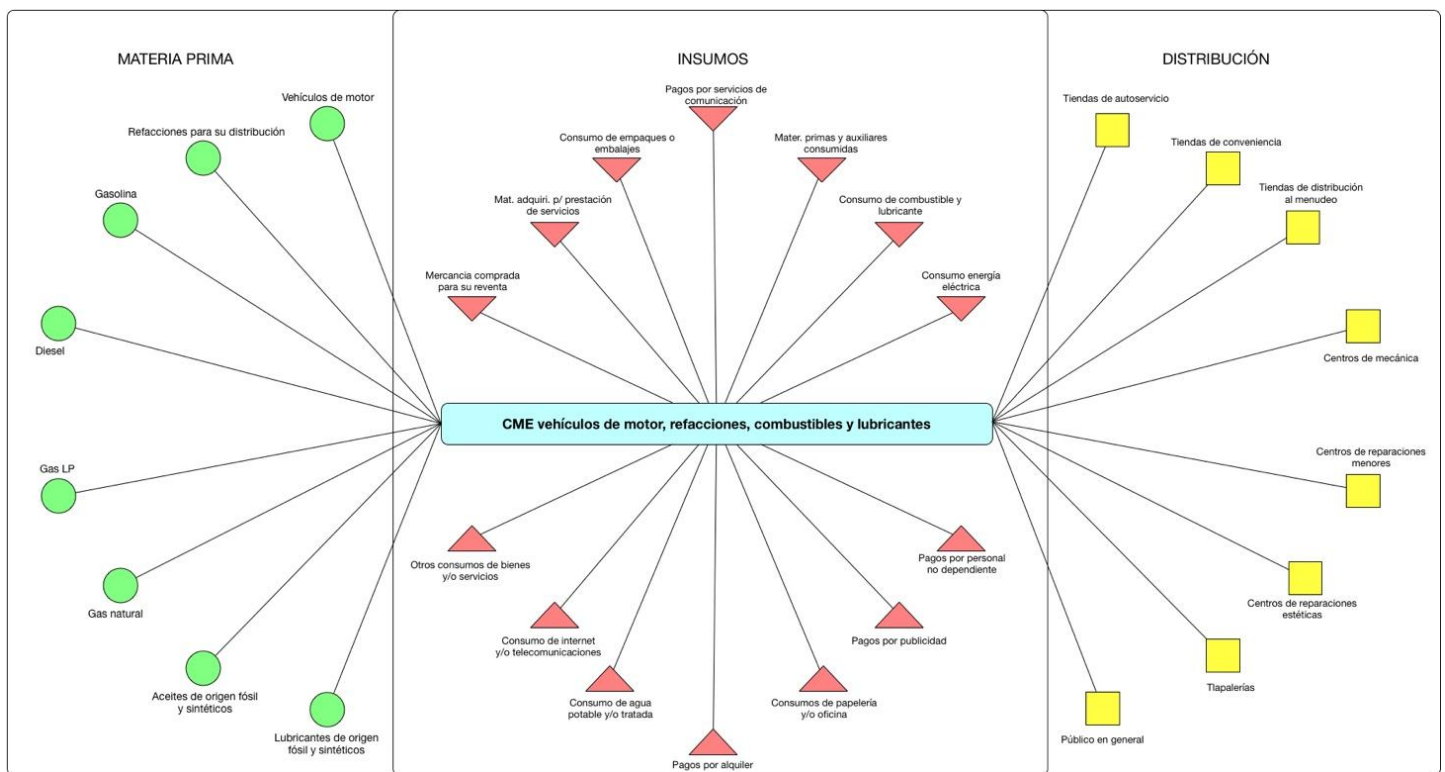 MATERIA PRIMA
Vehículos de motor
Refacciones para su distribución
Gasolina
Diesel
Gas LP
Gas natural
Aceites de origen fósil
y sintéticos
Lubricantes de origen
fósil y sintéticos
INSUMOS
Pagos por servicios de
comunicación
Consumo de empaques o
embalajes
Mater. primas y auxiliares
consumidas
Mat. adquiri. p/ prestación
de servicios
Consumo de combustible y
lubricante
Mercancia comprada
para su reventa
Consumo energía
eléctrica
CME vehículos de motor, refacciones, combustibles y lubricantes
Otros consumos de bienes
y/o servicios
Pagos por personal
no dependiente
Consumo de internet
y/o telecomunicaciones
Pagos por publicidad
Consumo de agua
potable y/o tratada
Consumos de papelería
y/o oficina
Pagos por alquiler
DISTRIBUCIÓN
Tiendas de autoservicio
Tiendas de conveniencia
Tiendas de distribución
al menudeo
Centros de mecánica
Centros de reparaciones
menores
Centros de reparaciones
estéticas
Tlapalerías
Público en general